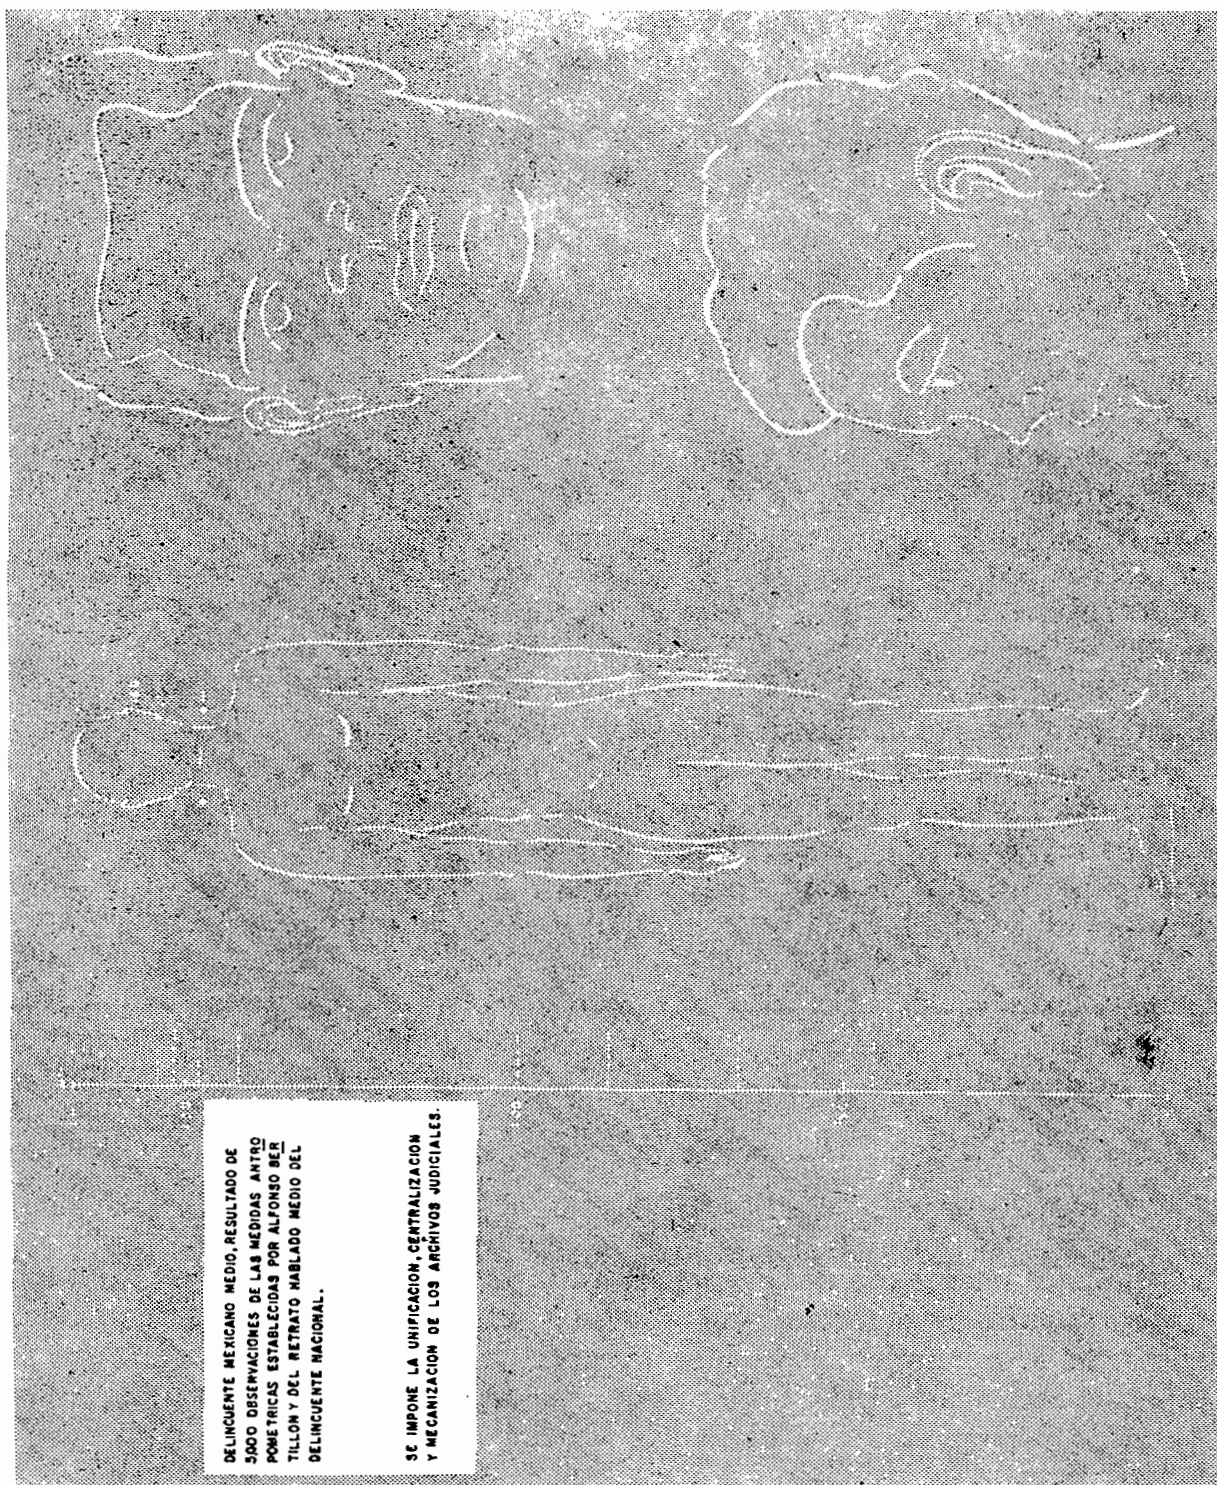 DELINCUENTE MEXICANO MEDIO, RESULTADO DE
5,000 OBSERVACIONES DE LAS MEDIDAS ANTRO
POMETRICAS ESTABLECIDAS POR ALFONSO BER
TILLON Y DEL RETRATO HABLADO MEDIO DEL
DELINCUENTE NACIONAL.
SE IMPONE LA UNIFICACION, CENTRALIZACION
Y MECANIZACION DE LOS ARCHIVOS JUDICIALES.